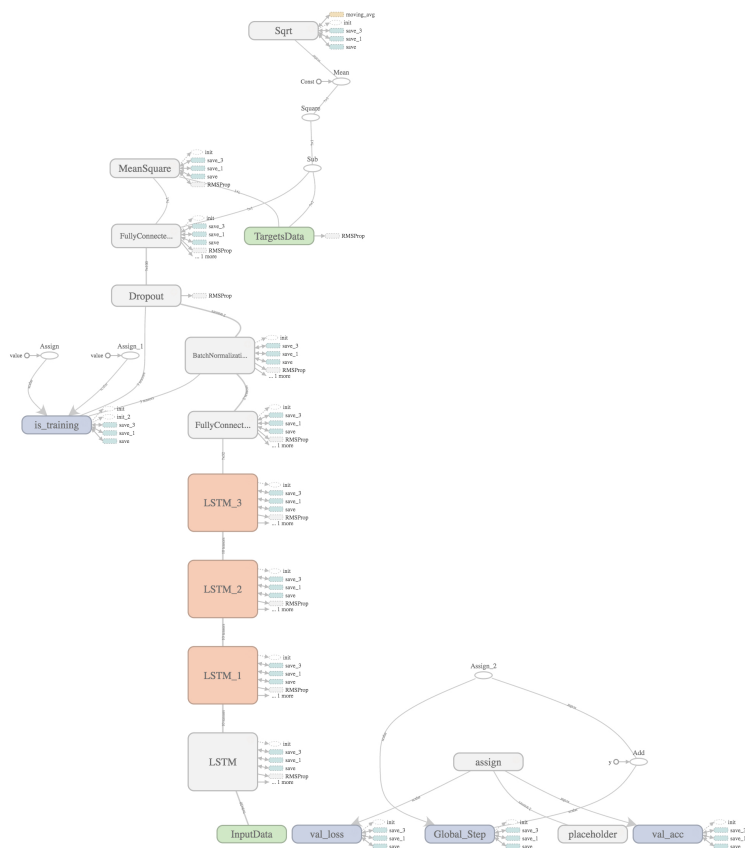 moving_avg
init
save_3
save_1
save
Sqrt
Mean
Const
Square
Sub
init
save_3
save_1
save
RMSProp
MeanSquare
init
save_3
save_1
save
RMSProp
... 1 more
FullyConnecte...
TargetsData
RMSProp
Dropout
RMSProp
Assign
value
Assign_1
value
init
save_3
save_1
save
RMSProp
... 1 more
BatchNormalizati...
init
init_2
save_3
save_1
save
is_training
init
save_3
save_1
save
RMSProp
... 1 more
FullyConnect...
init
save_3
save_1
save
RMSProp
... 1 more
LSTM_3
init
save_3
save_1
save
RMSProp
... 1 more
LSTM_2
init
save_3
save_1
save
RMSProp
... 1 more
LSTM_1
Assign_2
init
save_3
save_1
save
RMSProp
... 1 more
LSTM
Add
y
assign
InputData
val_loss
init
save_3
save_1
save
Global_Step
init
save_3
save_1
save
placeholder
val_acc
init
save_3
save_1
save